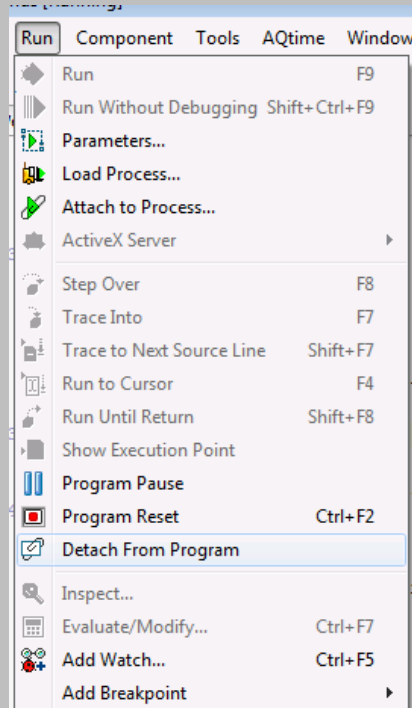 Run Component Tools AQtime Window
Run F9
Run Without Debugging Shift+Ctrl+F9
Parameters...
Load Process...
Attach to Process...
ActiveX Server
Step Over F8
Trace Into F7
Trace to Next Source Line Shift+F7
Run to Cursor F4
Run Until Return Shift+F8
Show Execution Point
Program Pause
Program Reset Ctrl+F2
Detach From Program
Inspect...
Evaluate/Modify... Ctrl+F7
Add Watch... Ctrl+F5
Add Breakpoint